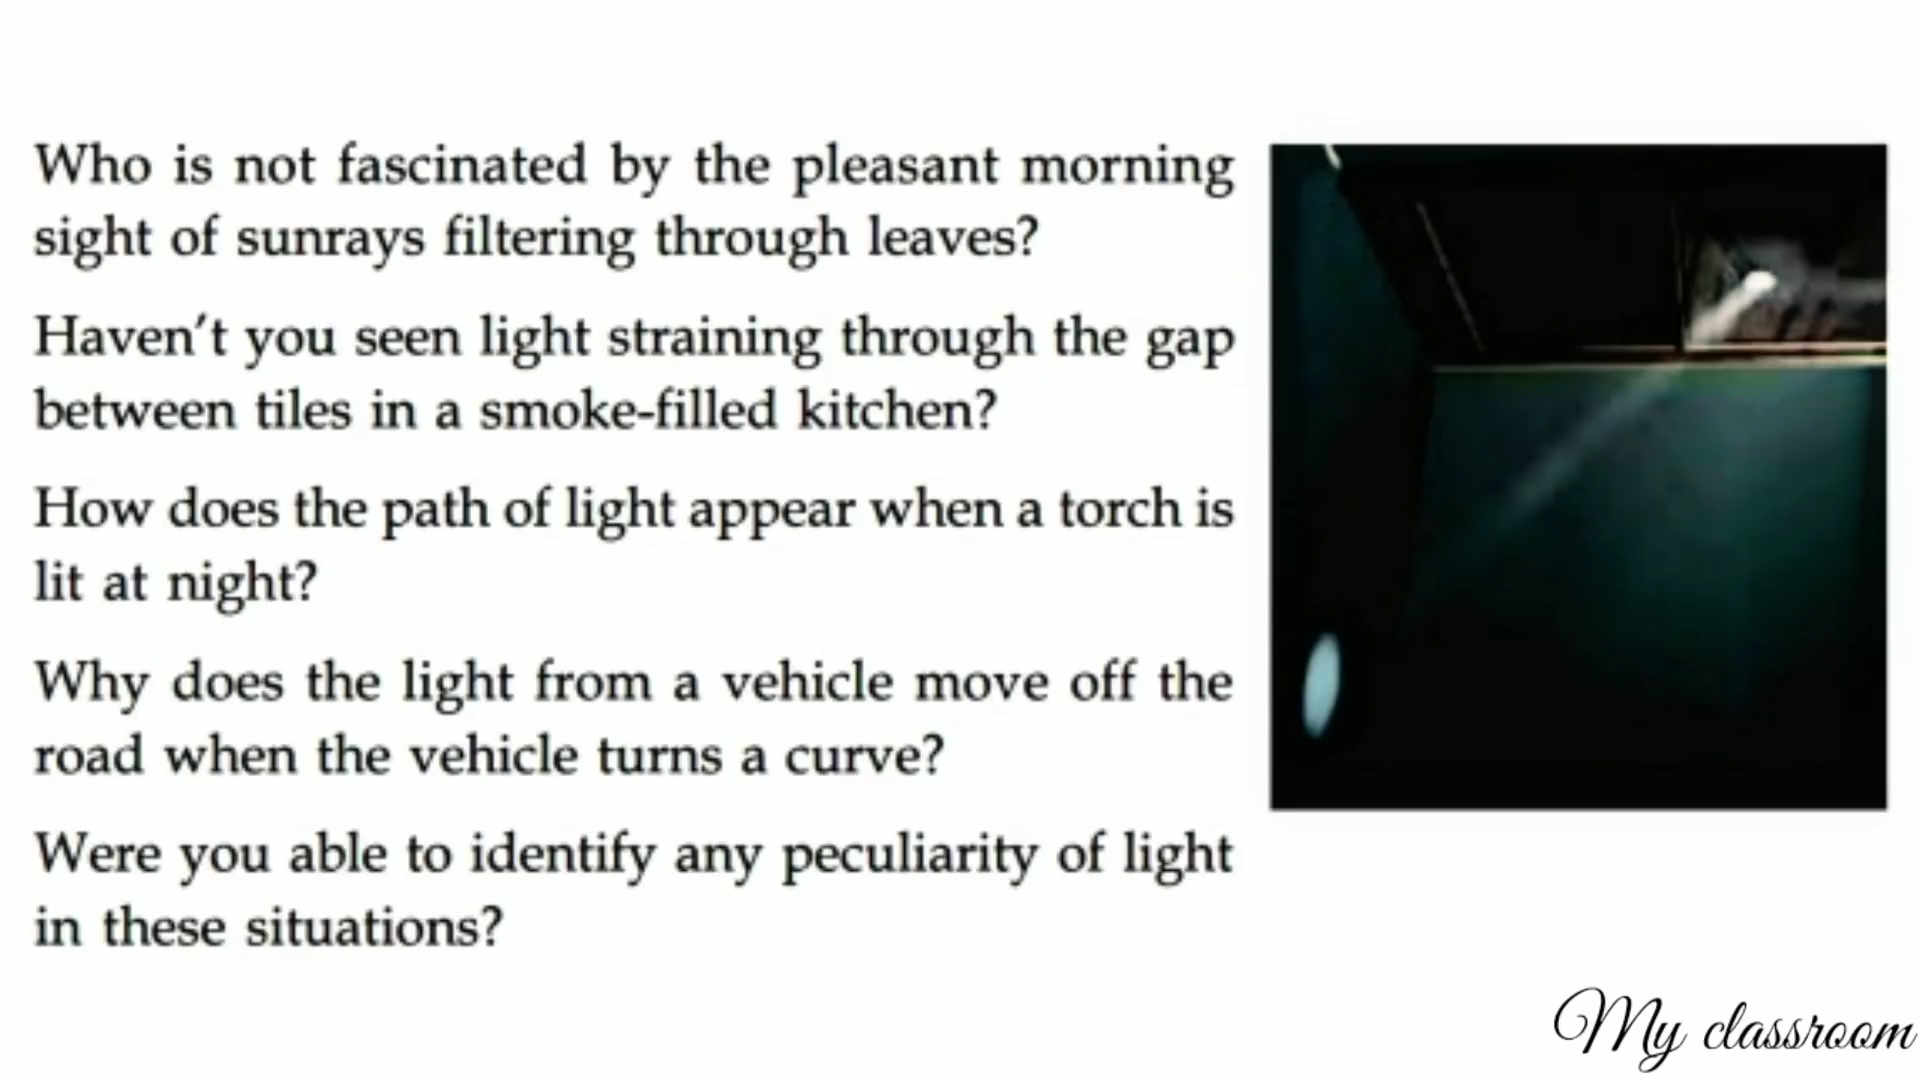 Who is not fascinated by the pleasant morning
sight of sunrays filtering through leaves?
Haven’t you seen light straining through the gap
between tiles in a smoke-filled kitchen?
How does the path of light appear when a torch is
lit at night?
Why does the light from a vehicle move off the
road when the vehicle turns a curve?
Were you able to identify any peculiarity of light
in these situations?
My classroom